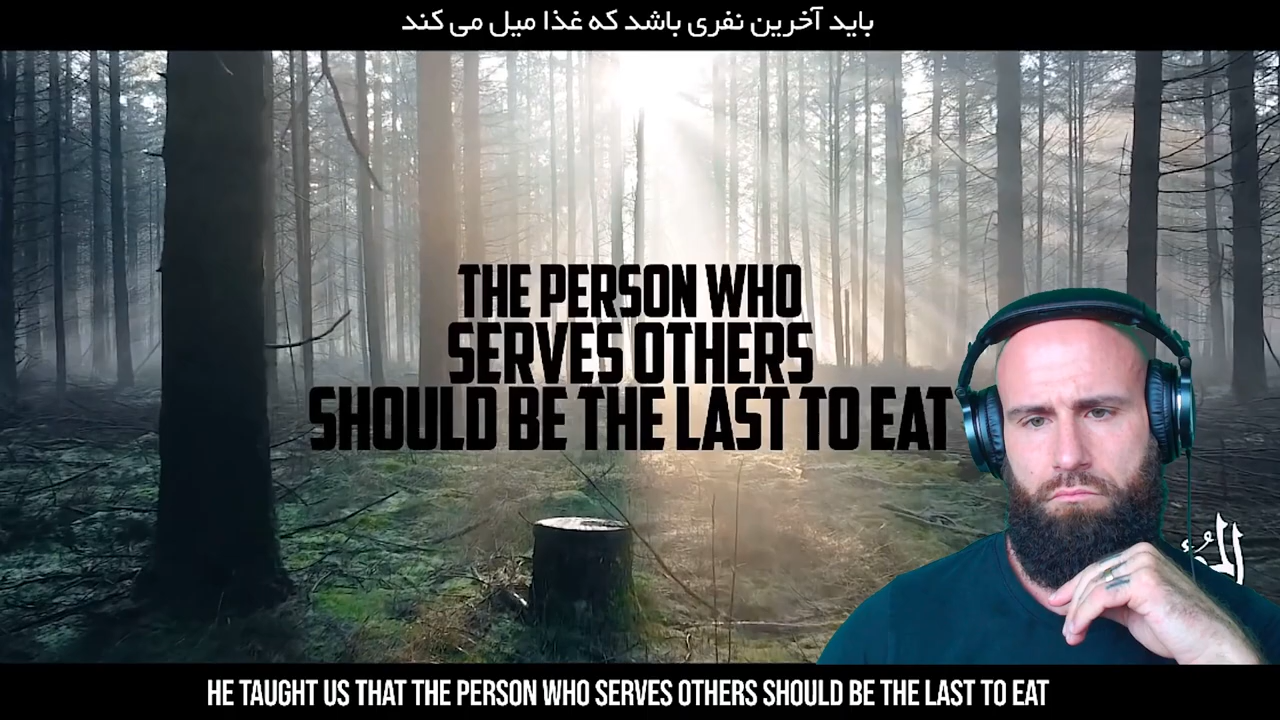 باید آخرین نفری باشد که غذا میل می کند
THE PERSON WHO
SERVES OTHERS
SHOULD BE THE LAST TO EAT
HE TAUGHT US THAT THE PERSON WHO SERVES OTHERS SHOULD BE THE LAST TO EAT